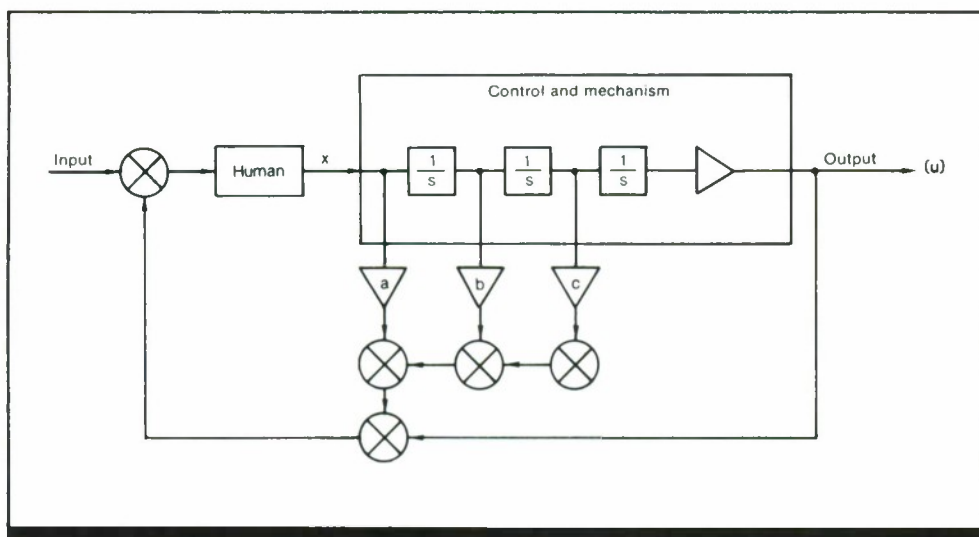 Control and mechanism
Input
Human
x
1
s
1
s
1
s
Output
(u)
a
b
c